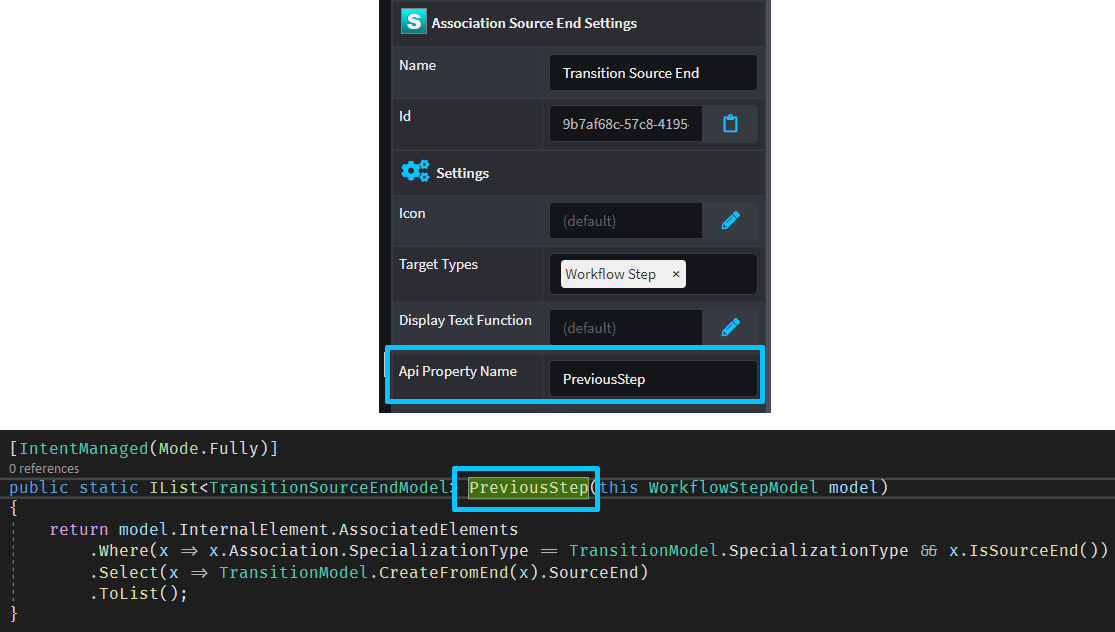 S Association Source End Settings
Name Transition Source End
Id 9b7af68c-57c8-4195-
Settings
Icon (default)
Target Types Workflow Step ×
Display Text Function (default)
Api Property Name PreviousStep
[IntentManaged(Mode.Fully)]
0 references
public static IList<TransitionSourceEndModel> PreviousStep(this WorkflowStepModel model)
{
return model.InternalElement.AssociatedElements
.Where(x => x.Association.SpecializationType == TransitionModel.SpecializationType && x.IsSourceEnd())
.Select(x => TransitionModel.CreateFromEnd(x).SourceEnd)
.ToList();
}